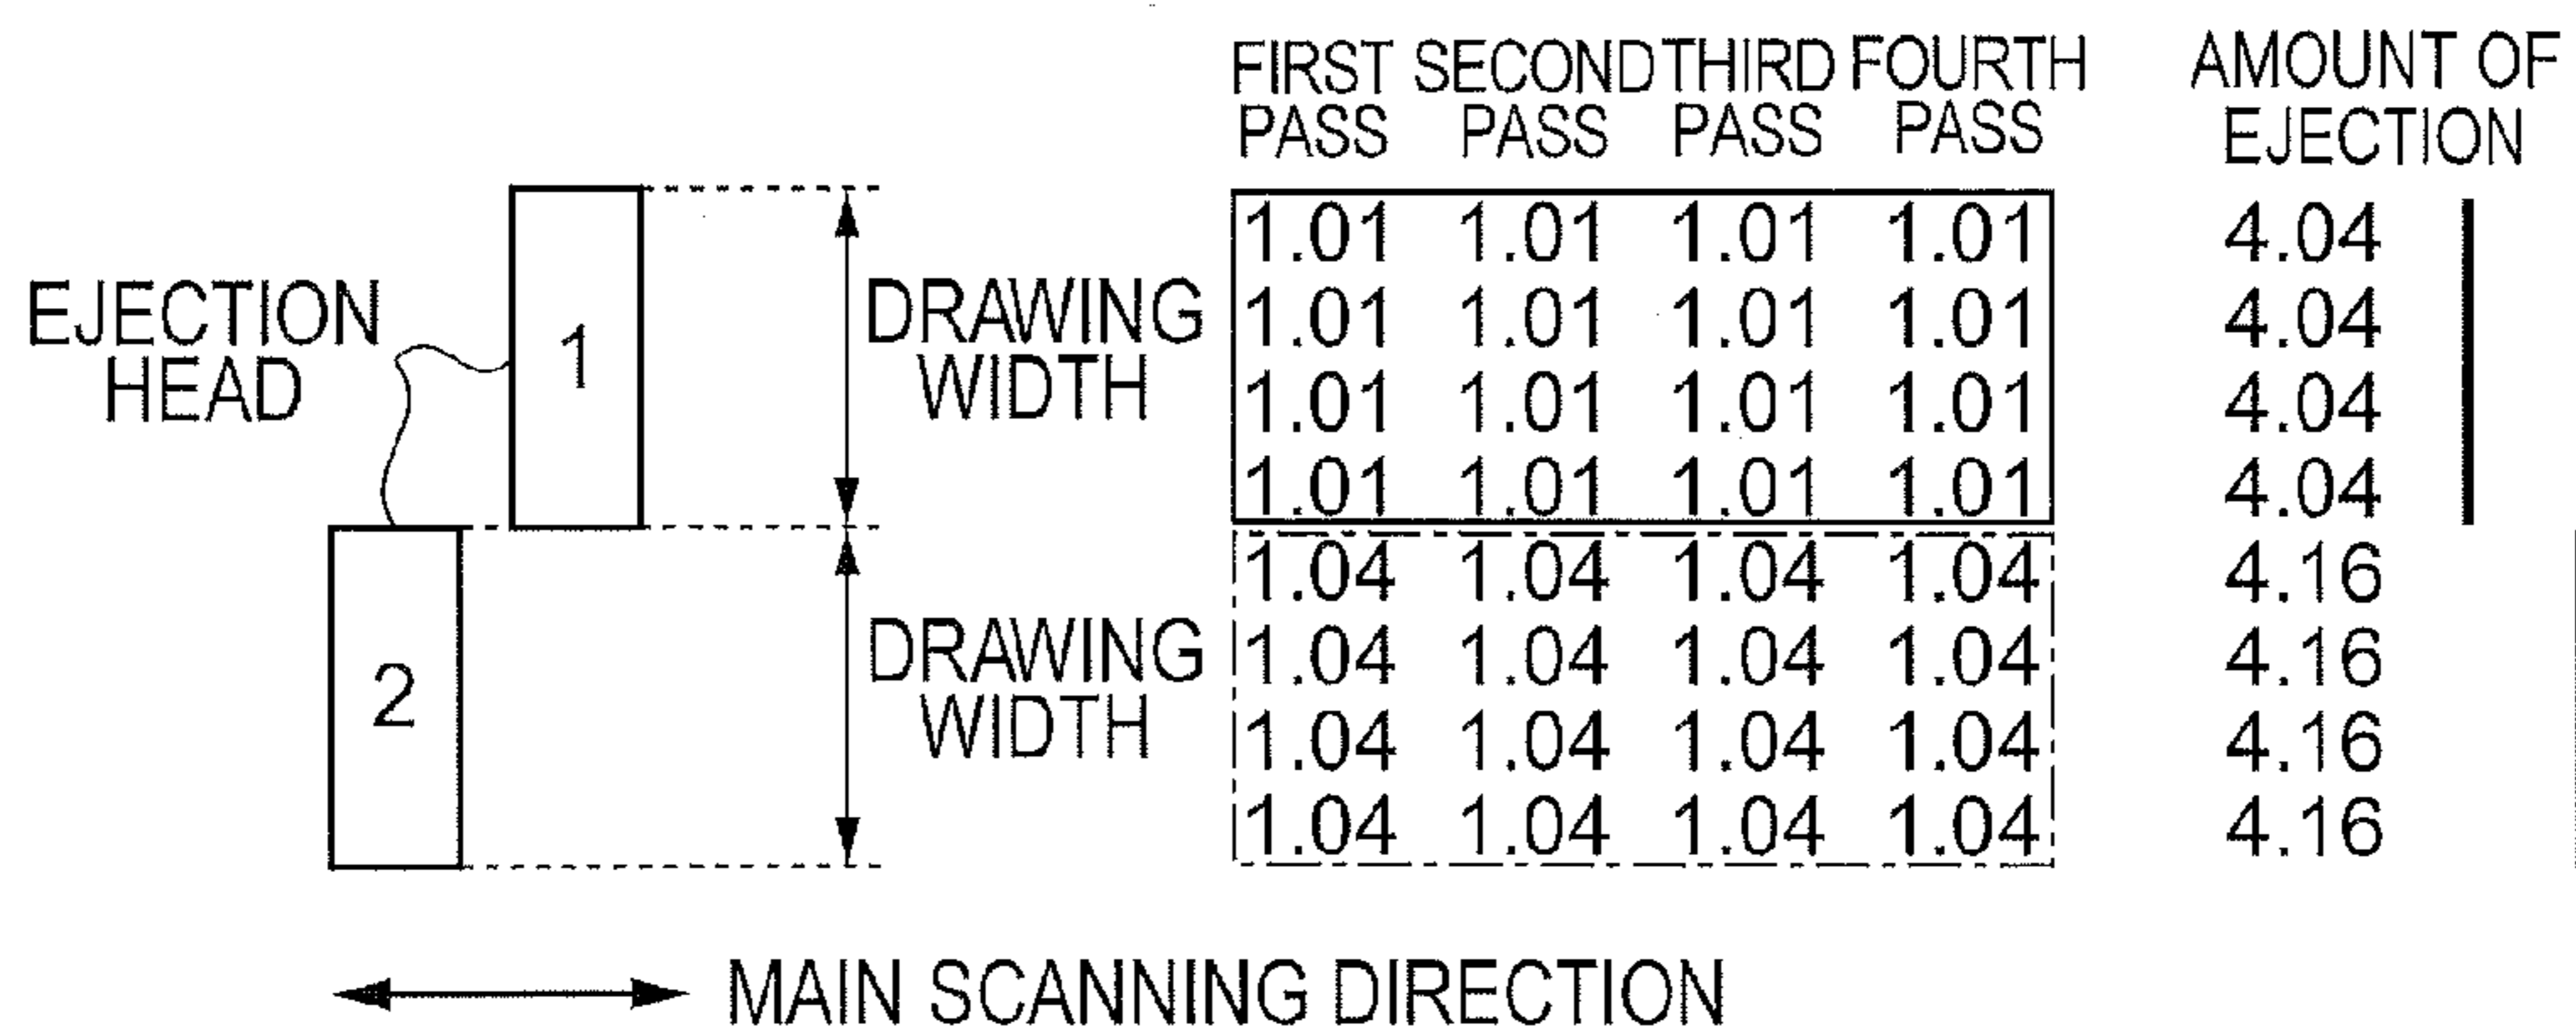 FIRST SECOND THIRD FOURTH
PASS PASS PASS PASS
AMOUNT OF
EJECTION
EJECTION
HEAD
1
2
DRAWING
WIDTH
DRAWING
WIDTH
1.01 1.01 1.01 1.01 4.04
1.01 1.01 1.01 1.01 4.04
1.01 1.01 1.01 1.01 4.04
1.01 1.01 1.01 1.01 4.04
1.04 1.04 1.04 1.04 4.16
1.04 1.04 1.04 1.04 4.16
1.04 1.04 1.04 1.04 4.16
1.04 1.04 1.04 1.04 4.16
MAIN SCANNING DIRECTION